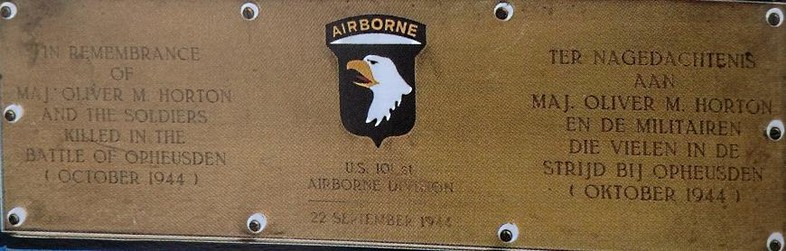 IN REMEMBRANCE
OF
MAJ. OLIVER M. HORTON
AND THE SOLDIERS
KILLED IN THE
BATTLE OF OPHEUSDEN
( OCTOBER 1944 )
AIRBORNE
U.S. 101st
AIRBORNE DIVISION
22 SEPTEMBER 1944
TER NAGEDACHTENIS
AAN
MAJ. OLIVER M. HORTON
EN DE MILITAIREN
DIE VIELEN IN DE
STRIJD BIJ OPHEUSDEN
( OKTOBER 1944 )